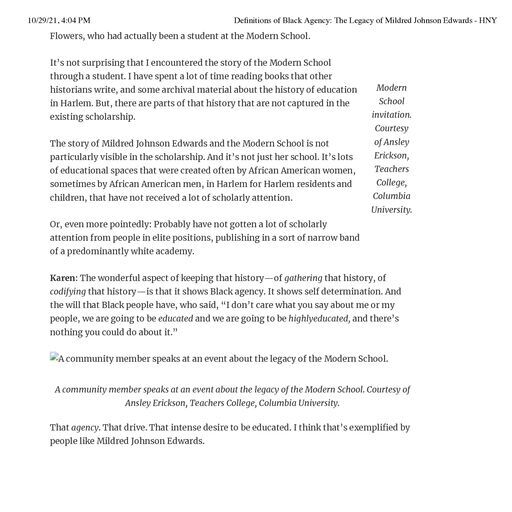 10/29/21, 4:04 PM Definitions of Black Agency: The Legacy of Mildred Johnson Edwards - HNY
Flowers, who had actually been a student at the Modern School.
It's not surprising that I encountered the story of the Modern School
through a student. I have spent a lot of time reading books that other
historians write, and some archival material about the history of education
in Harlem. But, there are parts of that history that are not captured in the
existing scholarship.
The story of Mildred Johnson Edwards and the Modern School is not
particularly visible in the scholarship. And it's not just her school. It's lots
of educational spaces that were created often by African American women,
sometimes by African American men, in Harlem for Harlem residents and
children, that have not received a lot of scholarly attention.
Or, even more pointedly: Probably have not gotten a lot of scholarly
attention from people in elite positions, publishing in a sort of narrow band
of a predominantly white academy.
Modern
School
invitation.
Courtesy
of Ansley
Erickson,
Teachers
College,
Columbia
University.
Karen: The wonderful aspect of keeping that history—of gathering that history, of
codifying that history—is that it shows Black agency. It shows self determination. And
the will that Black people have, who said, “I don't care what you say about me or my
people, we are going to be educated and we are going to be highlyeducated, and there's
nothing you could do about it.”
A community member speaks at an event about the legacy of the Modern School.
A community member speaks at an event about the legacy of the Modern School. Courtesy of
Ansley Erickson, Teachers College, Columbia University.
That agency. That drive. That intense desire to be educated. I think that's exemplified by
people like Mildred Johnson Edwards.